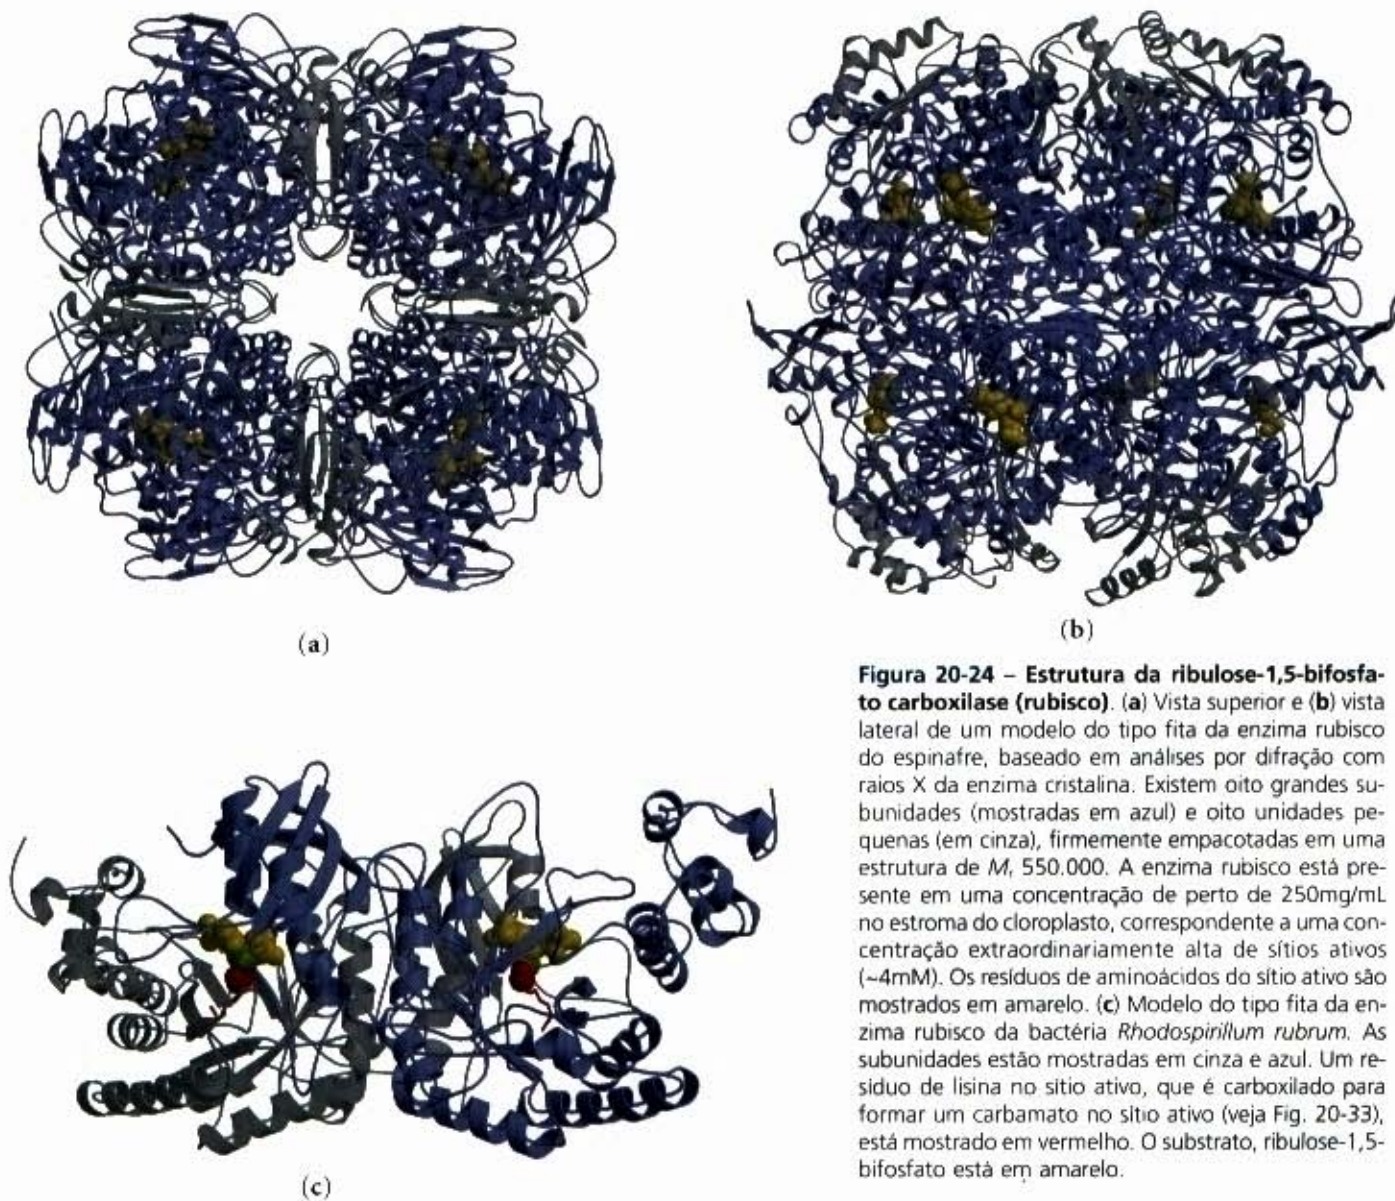 (a)
(b)
Figura 20-24 – Estrutura da ribulose-1,5-bifosfa-
to carboxilase (rubisco). (a) Vista superior e (b) vista
lateral de um modelo do tipo fita da enzima rubisco
do espinafre, baseado em análises por difração com
raios X da enzima cristalina. Existem oito grandes su-
bunidades (mostradas em azul) e oito unidades pe-
quenas (em cinza), firmemente empacotadas em uma
estrutura de Mr 550.000. A enzima rubisco está pre-
sente em uma concentração de perto de 250mg/mL
no estroma do cloroplasto, correspondente a uma con-
centração extraordinariamente alta de sítios ativos
(~4mM). Os resíduos de aminoácidos do sítio ativo são
mostrados em amarelo. (c) Modelo do tipo fita da en-
zima rubisco da bactéria Rhodospirillum rubrum. As
subunidades estão mostradas em cinza e azul. Um re-
síduo de lisina no sítio ativo, que é carboxilado para
formar um carbamato no sítio ativo (veja Fig. 20-33),
está mostrado em vermelho. O substrato, ribulose-1,5-
bifosfato está em amarelo.
(c)